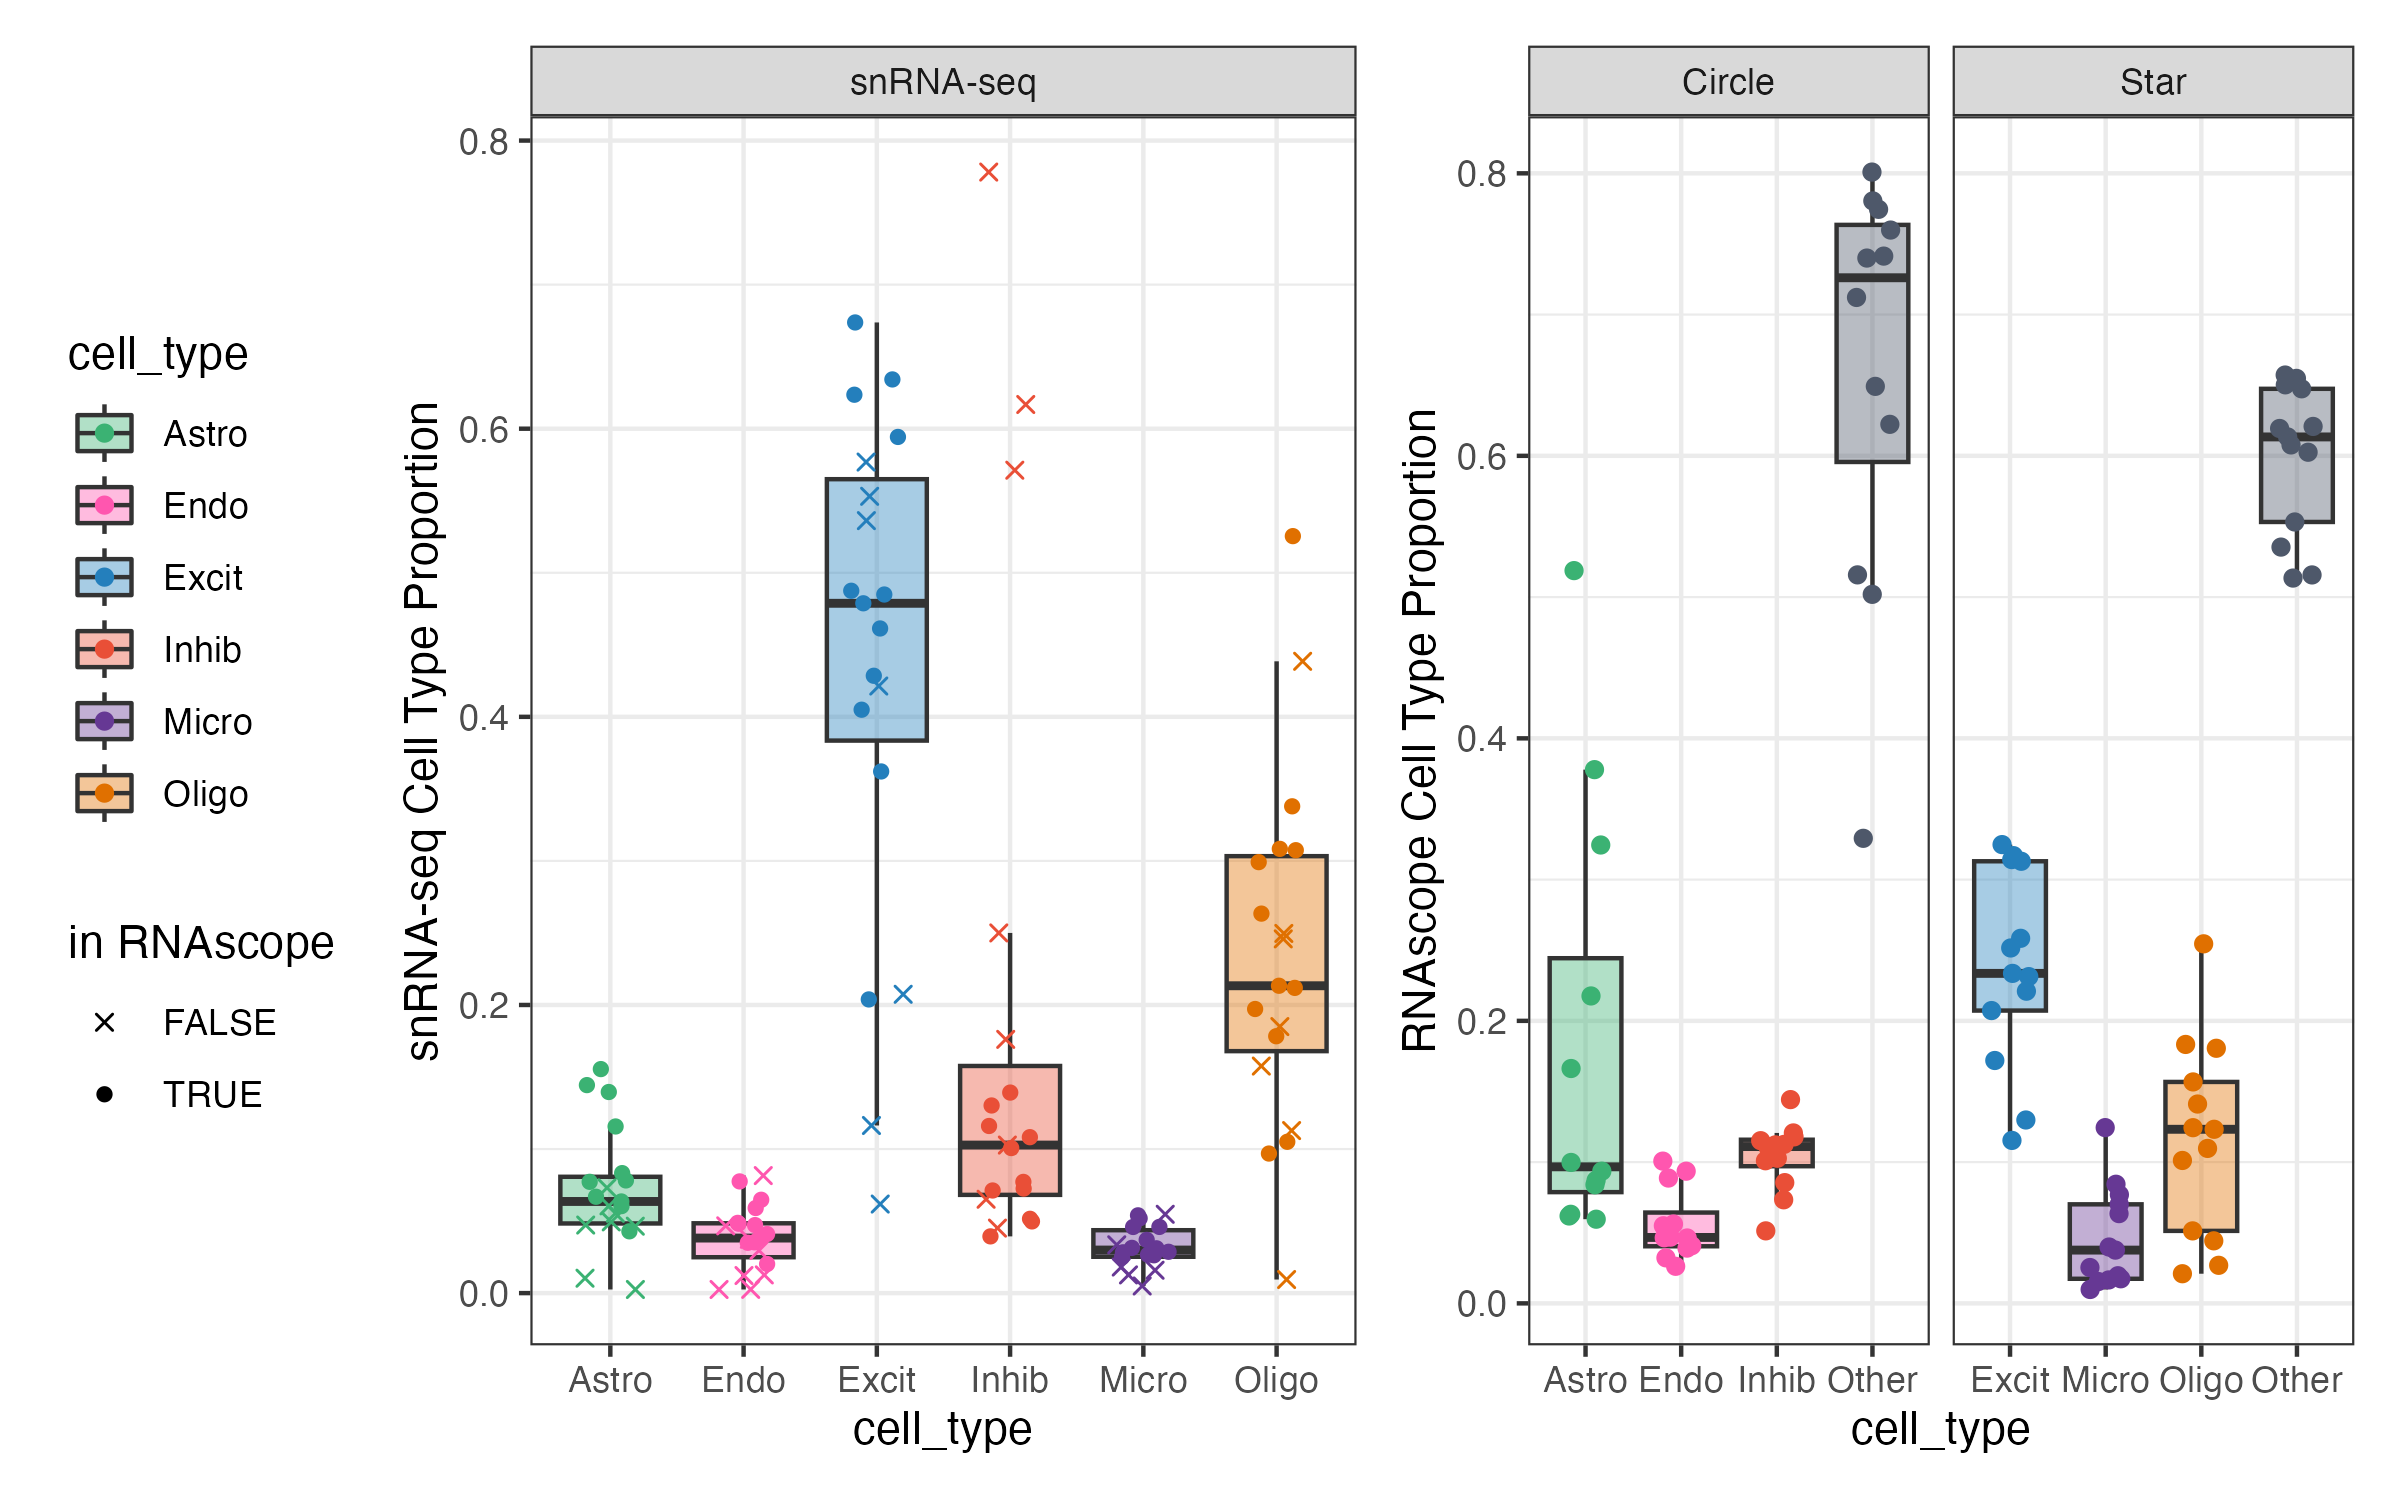 cell_type
Astro
Endo
Excit
Inhib
Micro
Oligo
in RNAscope
FALSE
TRUE
snRNA-seq
snRNA-seq Cell Type Proportion
0.8
0.6
0.4
0.2
0.0
Astro Endo Excit Inhib Micro Oligo
cell_type
Circle Star
RNAscope Cell Type Proportion
0.8
0.6
0.4
0.2
0.0
Astro Endo Inhib Other Excit Micro Oligo Other
cell_type